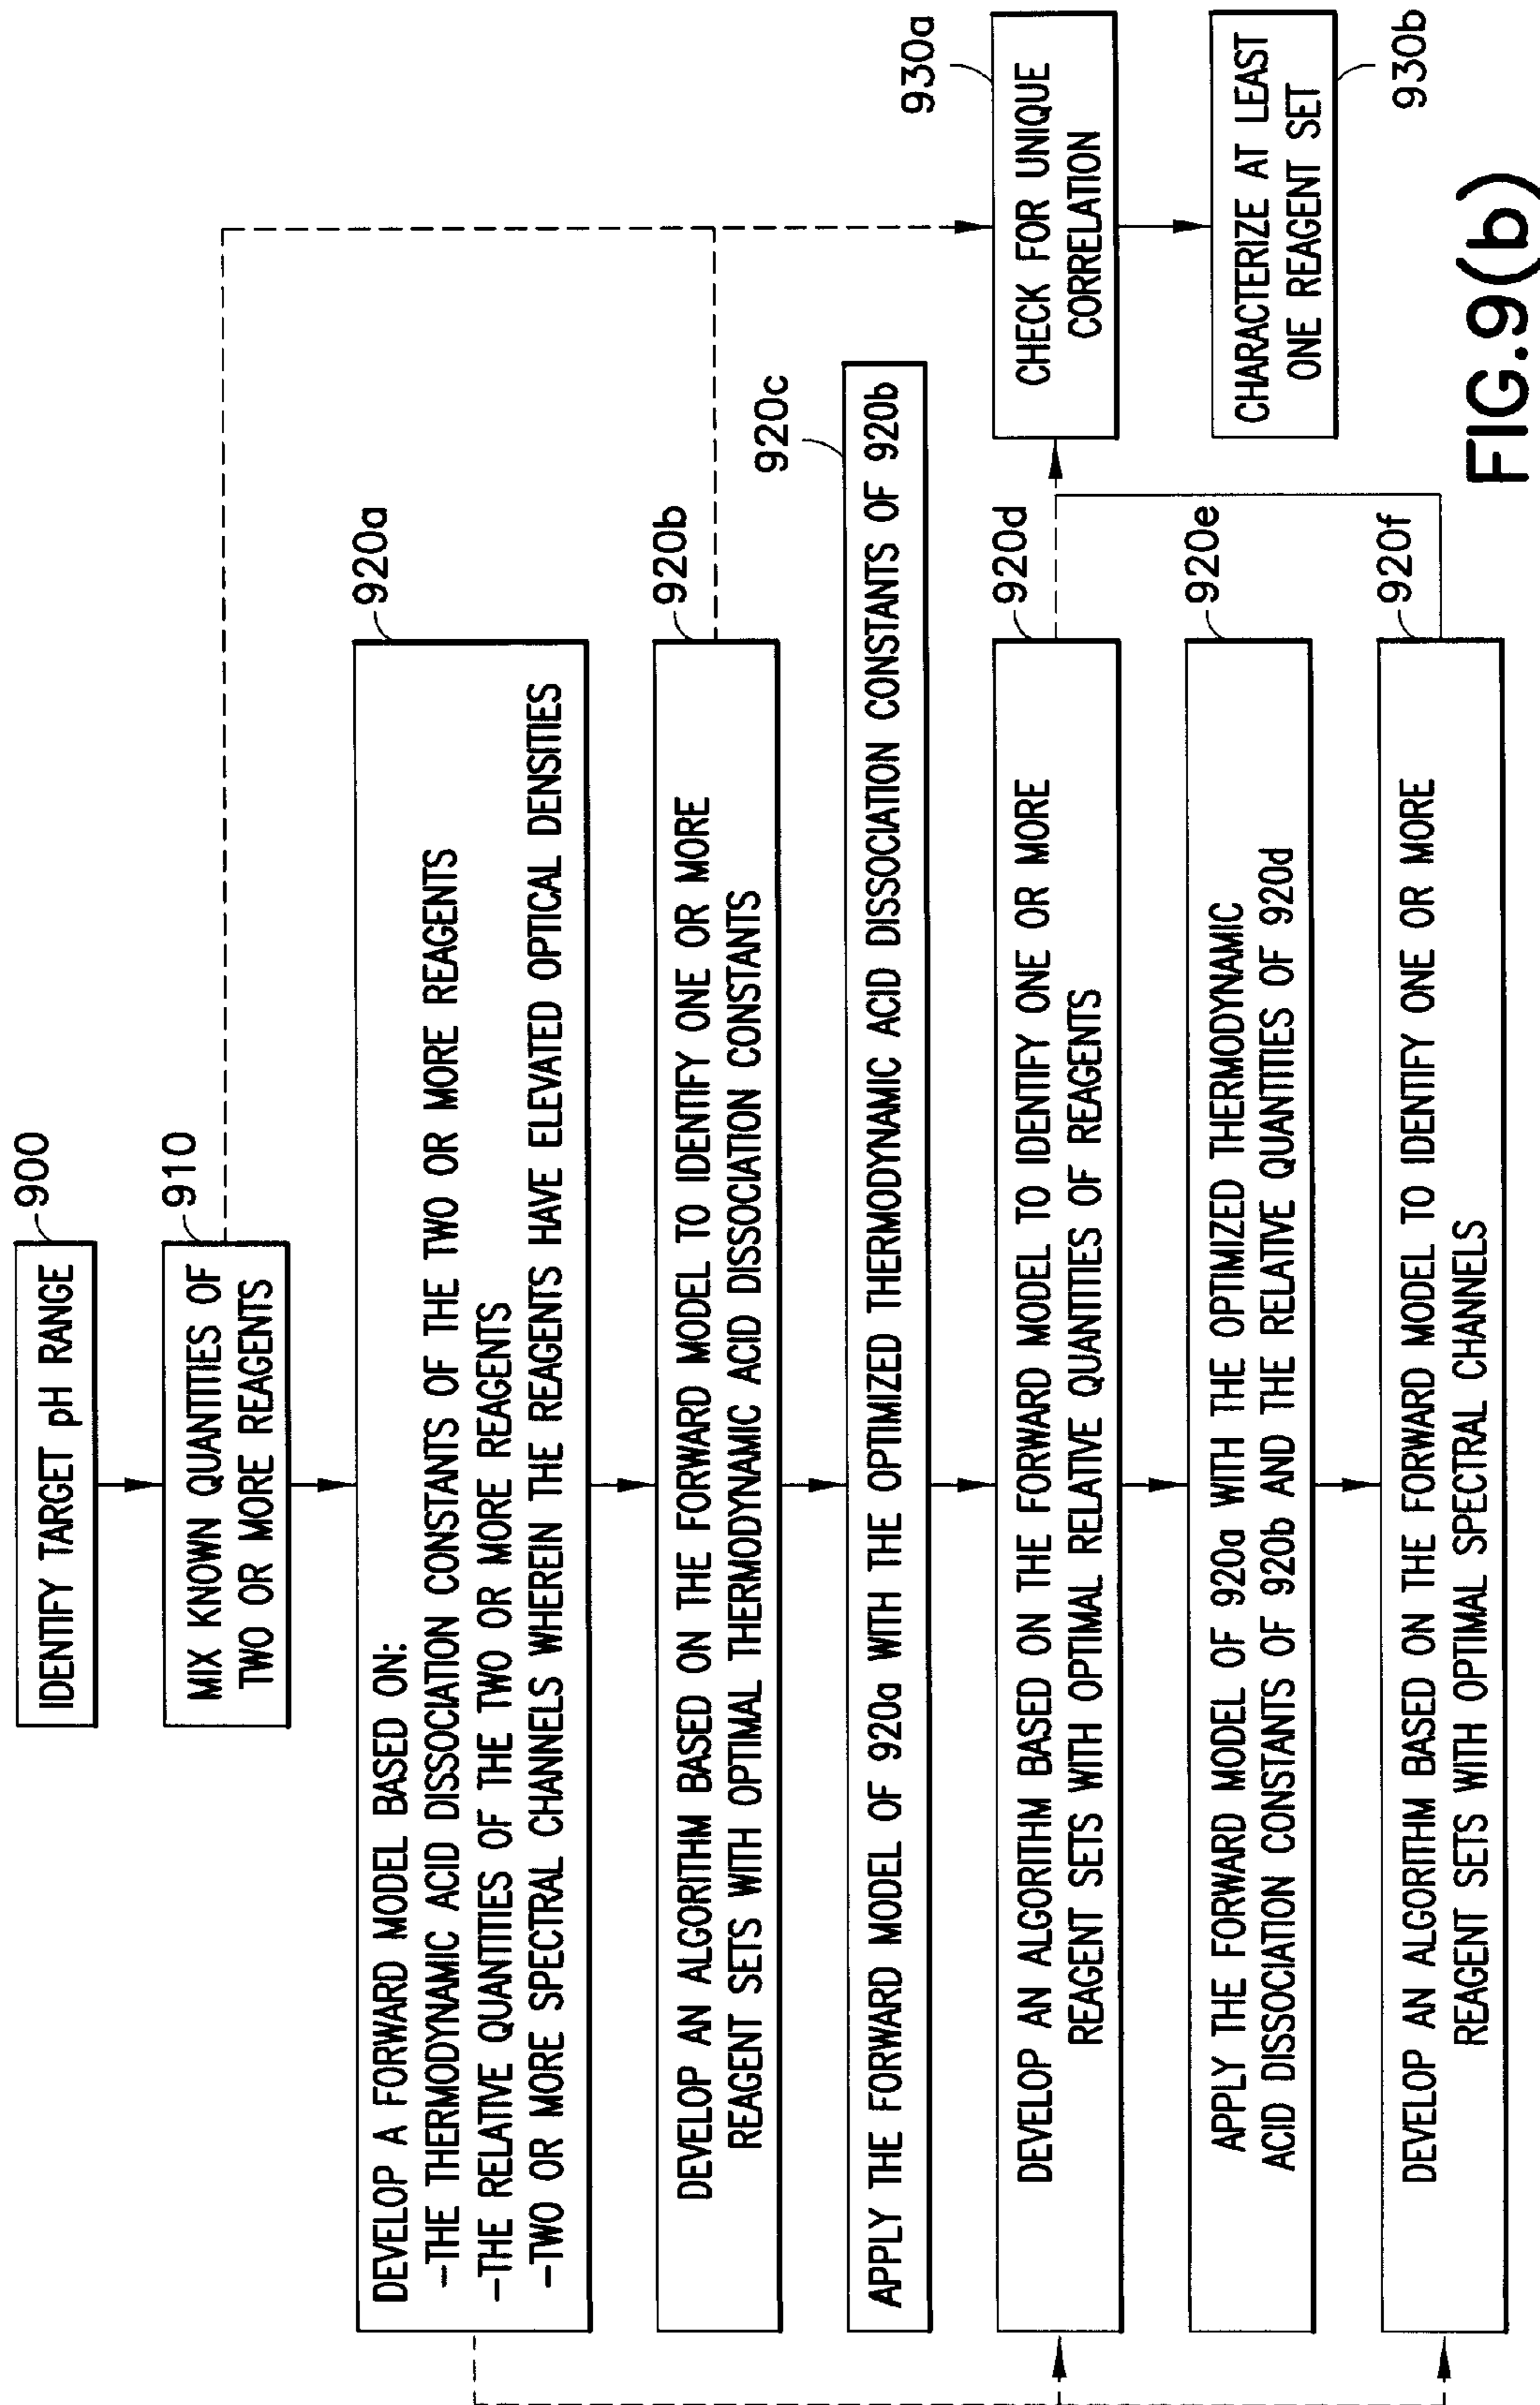 900
IDENTIFY TARGET pH RANGE
910
MIX KNOWN QUANTITIES OF
TWO OR MORE REAGENTS
920a
DEVELOP A FORWARD MODEL BASED ON:
-THE THERMODYNAMIC ACID DISSOCIATION CONSTANTS OF THE TWO OR MORE REAGENTS
-THE RELATIVE QUANTITIES OF THE TWO OR MORE REAGENTS
-TWO OR MORE SPECTRAL CHANNELS WHEREIN THE REAGENTS HAVE ELEVATED OPTICAL DENSITIES
920b
DEVELOP AN ALGORITHM BASED ON THE FORWARD MODEL TO IDENTIFY ONE OR MORE
REAGENT SETS WITH OPTIMAL THERMODYNAMIC ACID DISSOCIATION CONSTANTS
920c
APPLY THE FORWARD MODEL OF 920a WITH THE OPTIMIZED THERMODYNAMIC ACID DISSOCIATION CONSTANTS OF 920b
920d
DEVELOP AN ALGORITHM BASED ON THE FORWARD MODEL TO IDENTIFY ONE OR MORE
REAGENT SETS WITH OPTIMAL RELATIVE QUANTITIES OF REAGENTS
920e
APPLY THE FORWARD MODEL OF 920a WITH THE OPTIMIZED THERMODYNAMIC
ACID DISSOCIATION CONSTANTS OF 920b AND THE RELATIVE QUANTITIES OF 920d
920f
DEVELOP AN ALGORITHM BASED ON THE FORWARD MODEL TO IDENTIFY ONE OR MORE
REAGENT SETS WITH OPTIMAL SPECTRAL CHANNELS
930a
CHECK FOR UNIQUE
CORRELATION
CHARACTERIZE AT LEAST
ONE REAGENT SET
930b
FIG.9(b)